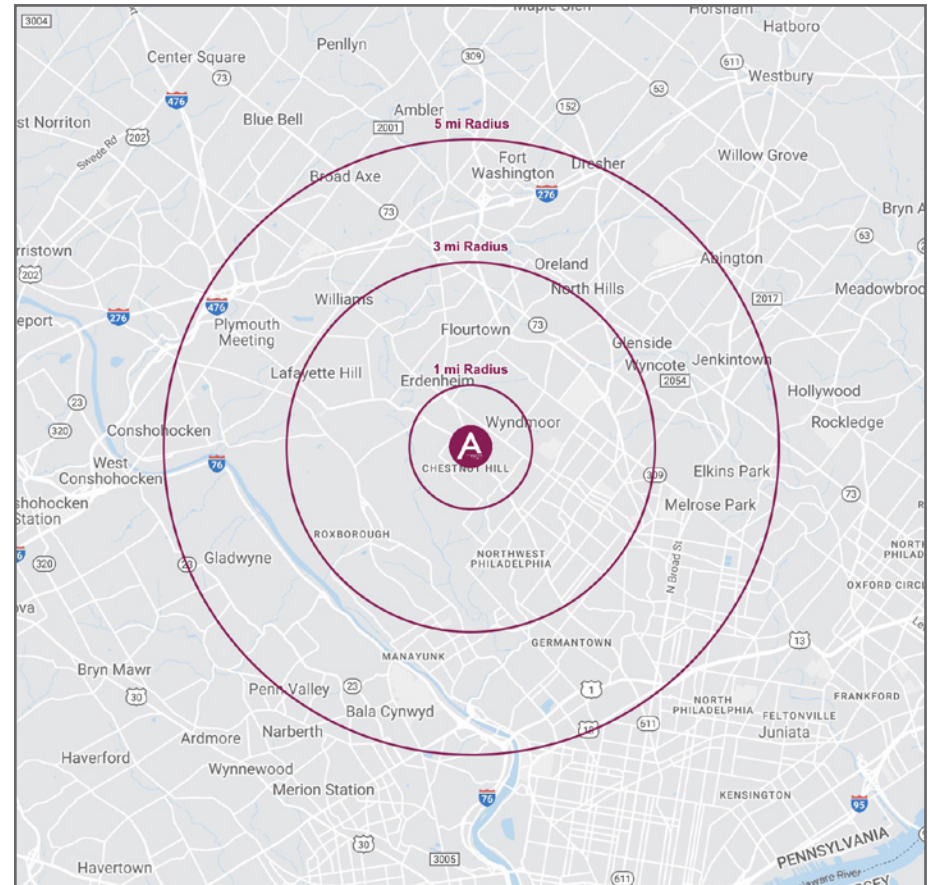 Horsham
3004
Hatboro
Penllyn
Center Square
309
611
73
Westbury
63
476
Ambler
152
st Norriton
Blue Bell
2001
5 mi Radius
202
Swede Rd
Fort
Washington
Dresher
Willow Grove
Broad Axe
276
73
Bryn A
63
3 mi Radius
rristown
Oreland
Abington
202
North Hills
Meadowbroo
Williams
2017
476
276
eport
Plymouth
Meeting
Flourtown
73
Glenside
Wyncote
Jenkintown
1 mi Radius
Lafayette Hill
Erdenheim
2054
Hollywood
23
Wyndmoor
Rockledge
320
Conshohocken
A
West
Conshohocken
76
CHESTNUT HILL
309
Elkins Park
73
shohocken
Station
Melrose Park
ROXBOROUGH
NORTHWEST
PHILADELPHIA
NORTH
PHILAD
6
320
23
Gladwyne
N Broad St
OXFORD CIRC
ova
13
GERMANTOWN
MANAYUNK
Bryn Mawr
30
Penn Valley
23
1
NORTH
PHILADELPHIA
FRANKFORD
Bala Cynwyd
FELTONVILLE
13
611
Juniata
Narberth
Ardmore
Haverford
Wynnewood
Merion Station
76
KENSINGTON
95
PENNSYLVANIA
30
3005
Havertown
611
aware River